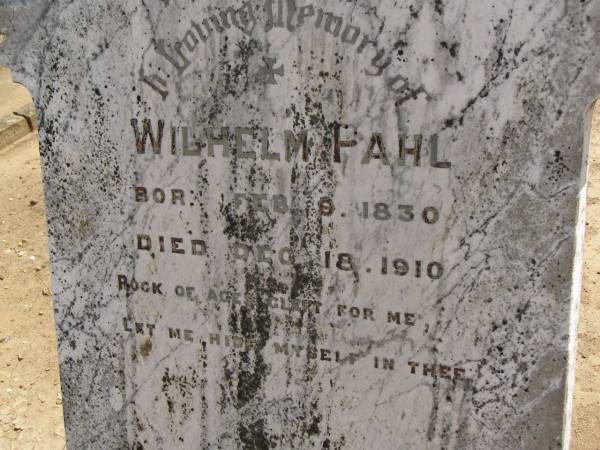 In Loving Memory of
WILHELM PAHL
BORN FEB. 9. 1830
DIED DEC. 18. 1910
ROCK OF AGES CLEFT FOR ME,
LET ME HIDE MYSELF IN THEE.